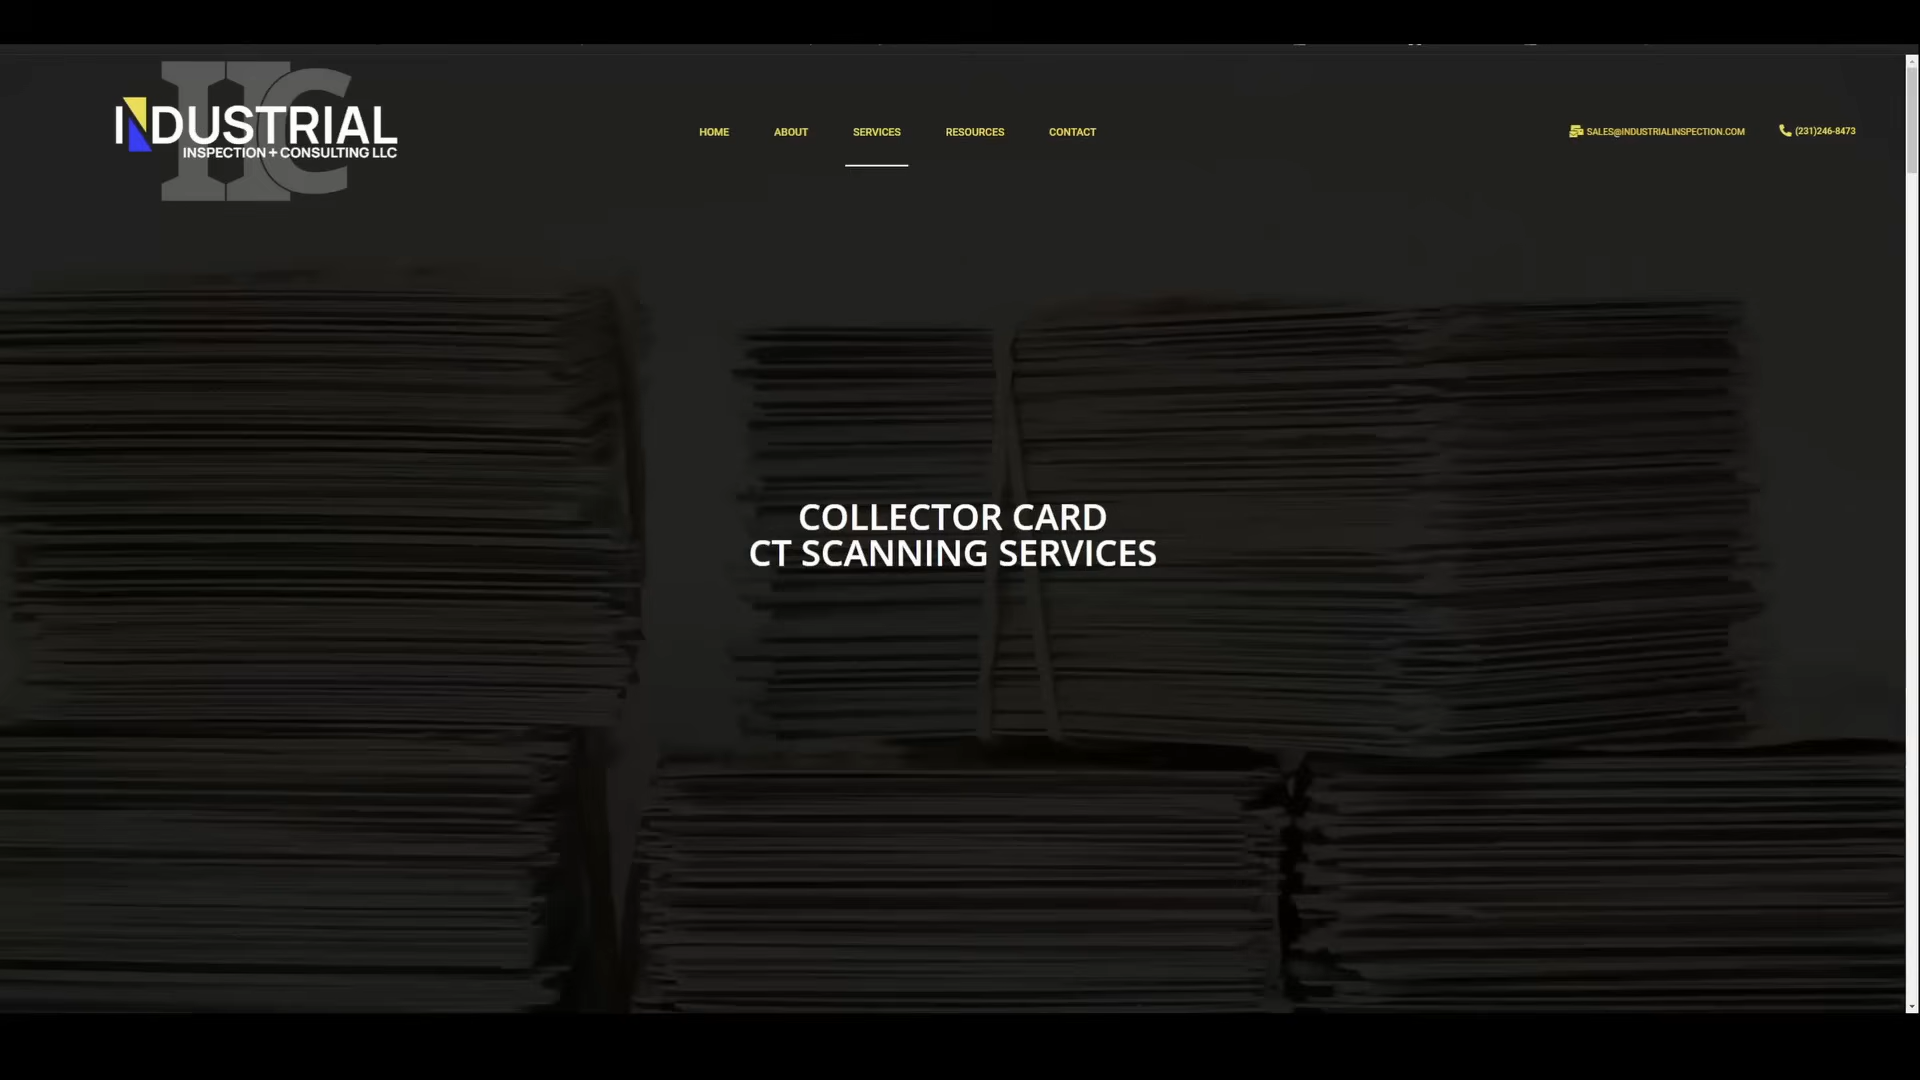 IIC
INDUSTRIAL
INSPECTION + CONSULTING LLC
HOME
ABOUT
SERVICES
RESOURCES
CONTACT
SALES@INDUSTRIALINSPECTION.COM
(231)246-8473
COLLECTOR CARD
CT SCANNING SERVICES